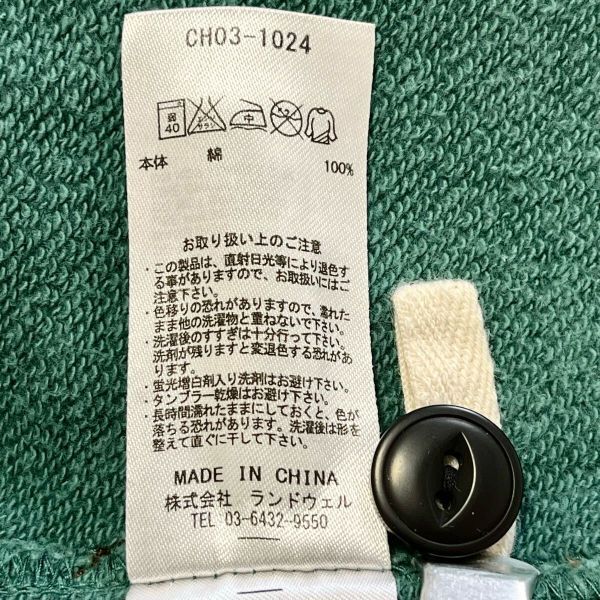 CH03-1024
弱
40
エンソサラシ
中
本体 綿 100%
お取り扱い上のご注意
・この製品は、直射日光等により退色す
る事がありますので、お取扱いにはご
注意下さい。
・色移りの恐れがありますので、濡れた
まま他の洗濯物と重ねないで下さい。
・洗濯後のすすぎは十分行って下さい。
洗剤が残りますと変退色する恐れがあ
ります。
・蛍光増白剤入り洗剤はお避け下さい。
・タンブラー乾燥はお避け下さい。
・長時間濡れたままにしておくと、色が
落ちる恐れがあります。洗濯後は形を
整えて直ぐに干して下さい。
MADE IN CHINA
株式会社 ランドウェル
TEL 03-6432-9550